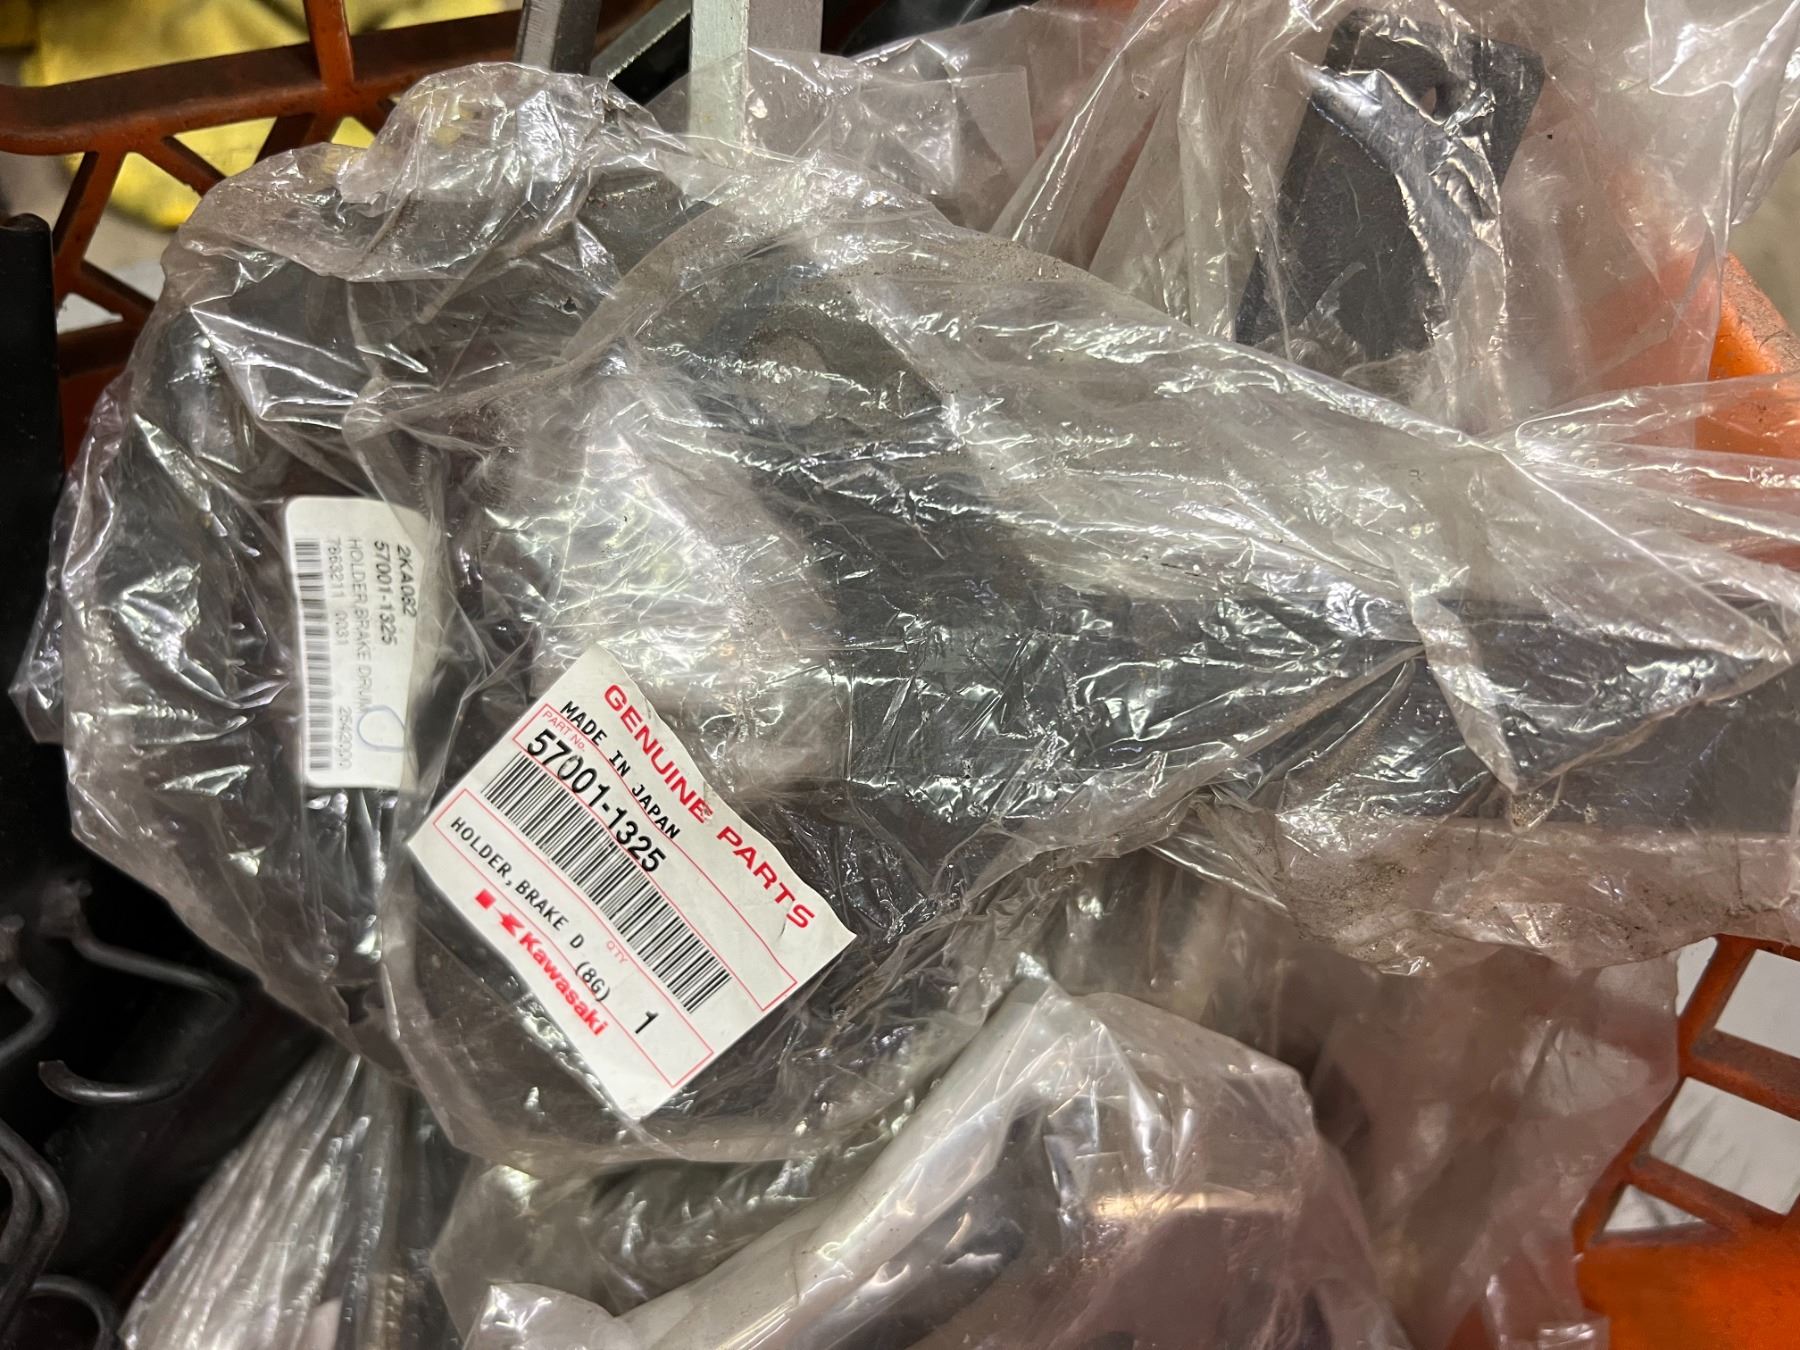 2KA082
57001-1325
HOLDER,BRAKE DRUM
7863211 0031 2542000
GENUINE PARTS
MADE IN JAPAN
PART No.
57001-1325
HOLDER,BRAKE D (8G)
QTY
1
Kawasaki